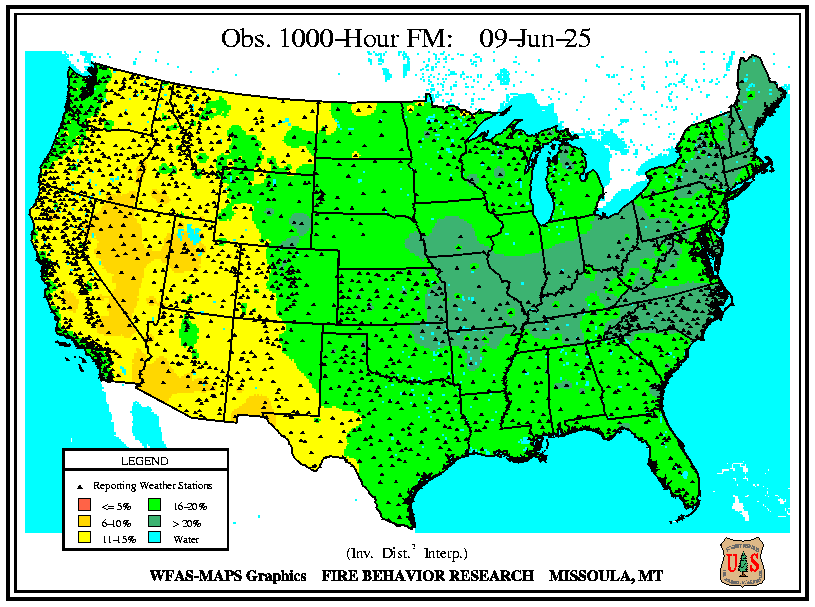 Obs. 1000-Hour FM: 09-Jun-25
LEGEND
Reporting Weather Stations
<= 5% 16-20%
6-10% > 20%
11-15% Water
(Inv. Dist.² Interp.)
WFAS-MAPS Graphics FIRE BEHAVIOR RESEARCH MISSOULA, MT
U S